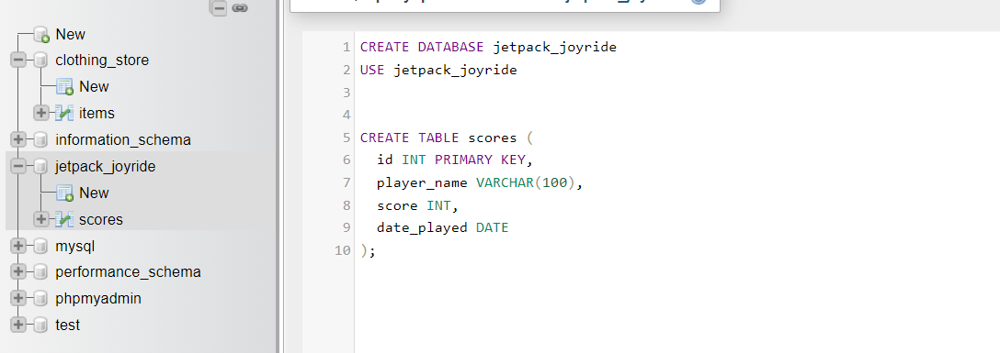 New
clothing_store
New
items
information_schema
jetpack_joyride
New
scores
mysql
performance_schema
phpmyadmin
test
1 CREATE DATABASE jetpack_joyride
2 USE jetpack_joyride
3
4
5 CREATE TABLE scores (
6 id INT PRIMARY KEY,
7 player_name VARCHAR(100),
8 score INT,
9 date_played DATE
10 );